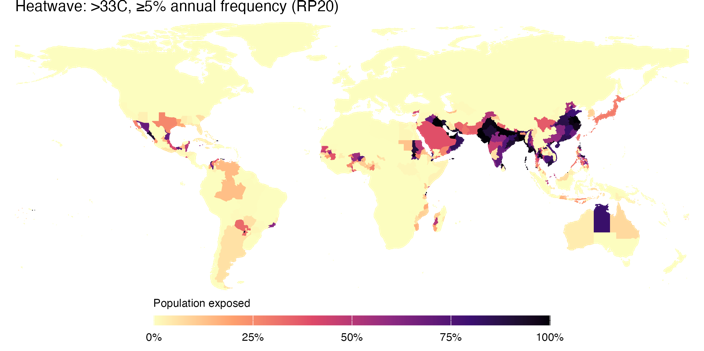 Heatwave: >33C, ≥5% annual frequency (RP20)
Population exposed
0% 25% 50% 75% 100%